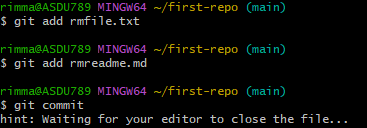 rimma@ASDU789 MINGW64 ~/first-repo (main)
$ git add rmfile.txt
rimma@ASDU789 MINGW64 ~/first-repo (main)
$ git add rmreadme.md
rimma@ASDU789 MINGW64 ~/first-repo (main)
$ git commit
hint: Waiting for your editor to close the file...